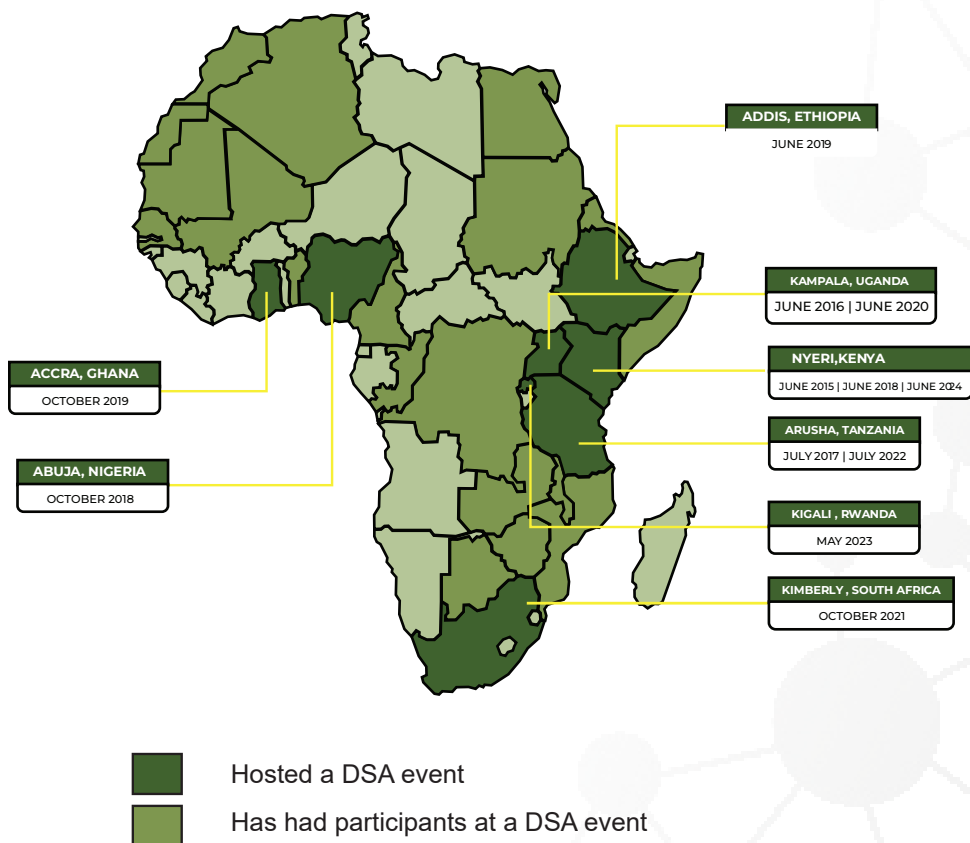 ADDIS, ETHIOPIA
JUNE 2019
KAMPALA, UGANDA
JUNE 2016 | JUNE 2020
NYERI,KENYA
JUNE 2015 | JUNE 2018 | JUNE 2024
ACCRA, GHANA
OCTOBER 2019
ARUSHA, TANZANIA
JULY 2017 | JULY 2022
ABUJA, NIGERIA
OCTOBER 2018
KIGALI , RWANDA
MAY 2023
KIMBERLY , SOUTH AFRICA
OCTOBER 2021
Hosted a DSA event
Has had participants at a DSA event